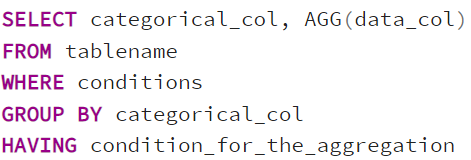 SELECT categorical_col, AGG(data_col)
FROM tablename
WHERE conditions
GROUP BY categorical_col
HAVING condition_for_the_aggregation